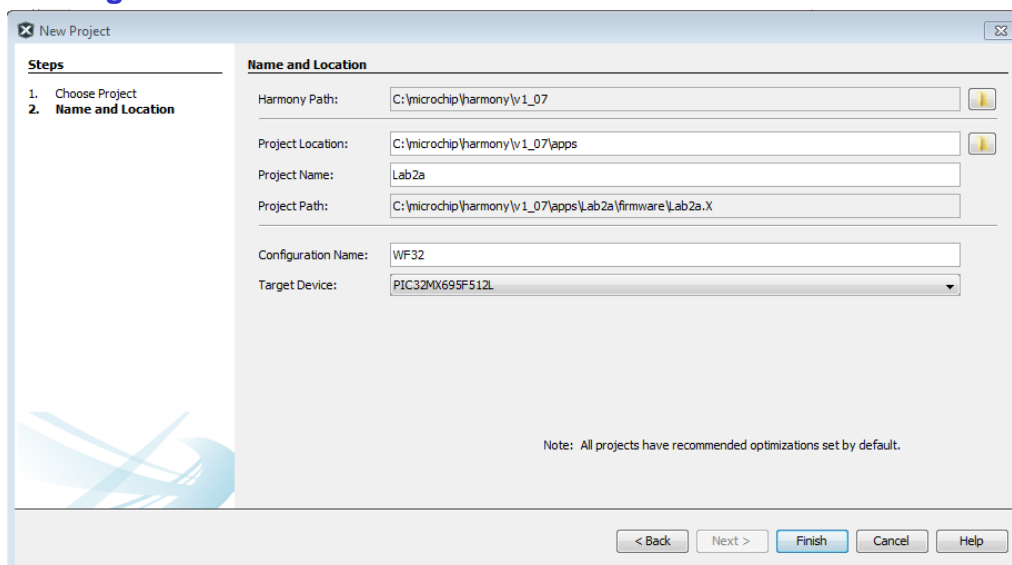 New Project
Steps
1. Choose Project
2. Name and Location
Name and Location
Harmony Path: C:\microchip\harmony\v1_07
Project Location: C:\microchip\harmony\v1_07\apps
Project Name: Lab2a
Project Path: C:\microchip\harmony\v1_07\apps\Lab2a\firmware\Lab2a.X
Configuration Name: WF32
Target Device: PIC32MX695F512L
Note: All projects have recommended optimizations set by default.
< Back Next > Finish Cancel Help